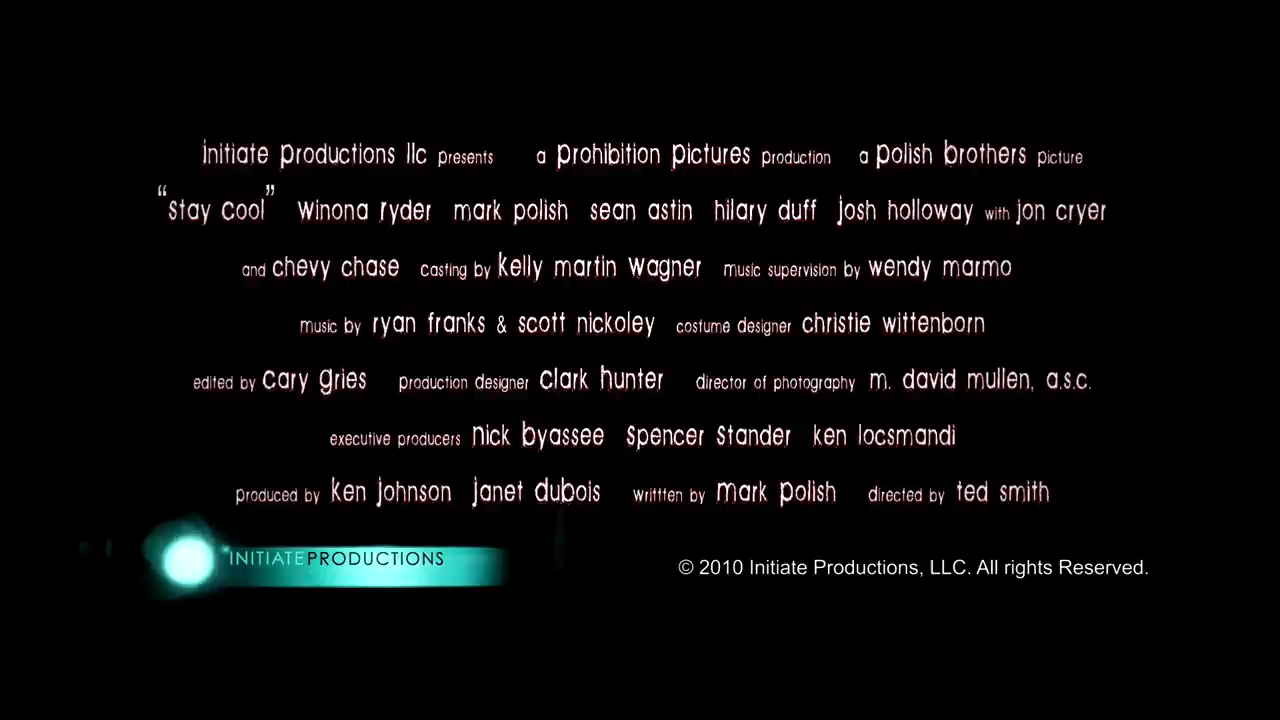 initiate productions llc presents a prohibition pictures production a polish brothers picture
“stay cool” winona ryder mark polish sean astin hilary duff josh holloway with jon cryer
and chevy chase casting by kelly martin wagner music supervision by wendy marmo
music by ryan franks & scott nickoley costume designer christie wittenborn
edited by cary gries production designer clark hunter director of photography m. david mullen, a.s.c.
executive producers nick byassee spencer stander ken locsmandi
produced by ken johnson janet dubois writtten by mark polish directed by ted smith
INITIATEPRODUCTIONS
© 2010 Initiate Productions, LLC. All rights Reserved.